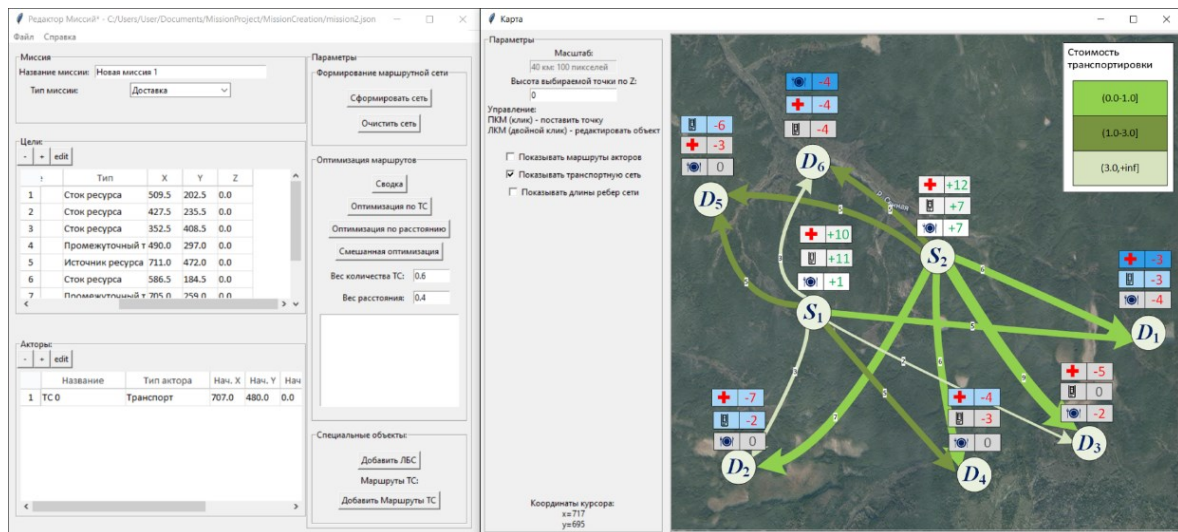 Редактор Миссий* - C:/Users/User/Documents/MissionProject/MissionCreation/mission2.json
Файл Справка
Миссия
Название миссии: Новая миссия 1
Тип миссии: Доставка
Цели:
- + edit
Тип X Y Z
1 Сток ресурса 509.5 202.5 0.0
2 Сток ресурса 427.5 235.5 0.0
3 Сток ресурса 352.5 408.5 0.0
4 Промежуточный т 490.0 297.0 0.0
5 Источник ресурса 711.0 472.0 0.0
6 Сток ресурса 586.5 184.5 0.0
7 Промежуточный т 705.0 259.0 0.0
Акторы:
- + edit
Название Тип актора Нач. X Нач. Y Нач
1 ТС 0 Транспорт 707.0 480.0 0.0
Параметры
Формирование маршрутной сети
Сформировать сеть
Очистить сеть
Оптимизация маршрутов
Сводка
Оптимизация по ТС
Оптимизация по расстоянию
Смешанная оптимизация
Вес количества ТС: 0.6
Вес расстояния: 0.4
Специальные объекты:
Добавить ЛБС
Маршруты ТС:
Добавить Маршруты ТС
Карта
Параметры
Масштаб:
40 км: 100 пикселей
Высота выбираемой точки по Z:
0
Управление:
ПКМ (клик) - поставить точку
ЛКМ (двойной клик) - редактировать объект
Показывать маршруты акторов
Показывать транспортную сеть
Показывать длины ребер сети
Координаты курсора:
x=717
y=695
Стоимость
транспортировки
(0.0-1.0]
(1.0-3.0]
(3.0,+inf]
-4
-4
-4
D6
-6
-3
0
D5
+12
+7
+7
S2
+10
+11
+1
S1
-3
-3
-4
D1
-5
0
-2
D3
-4
-3
0
D4
-7
-2
0
D2